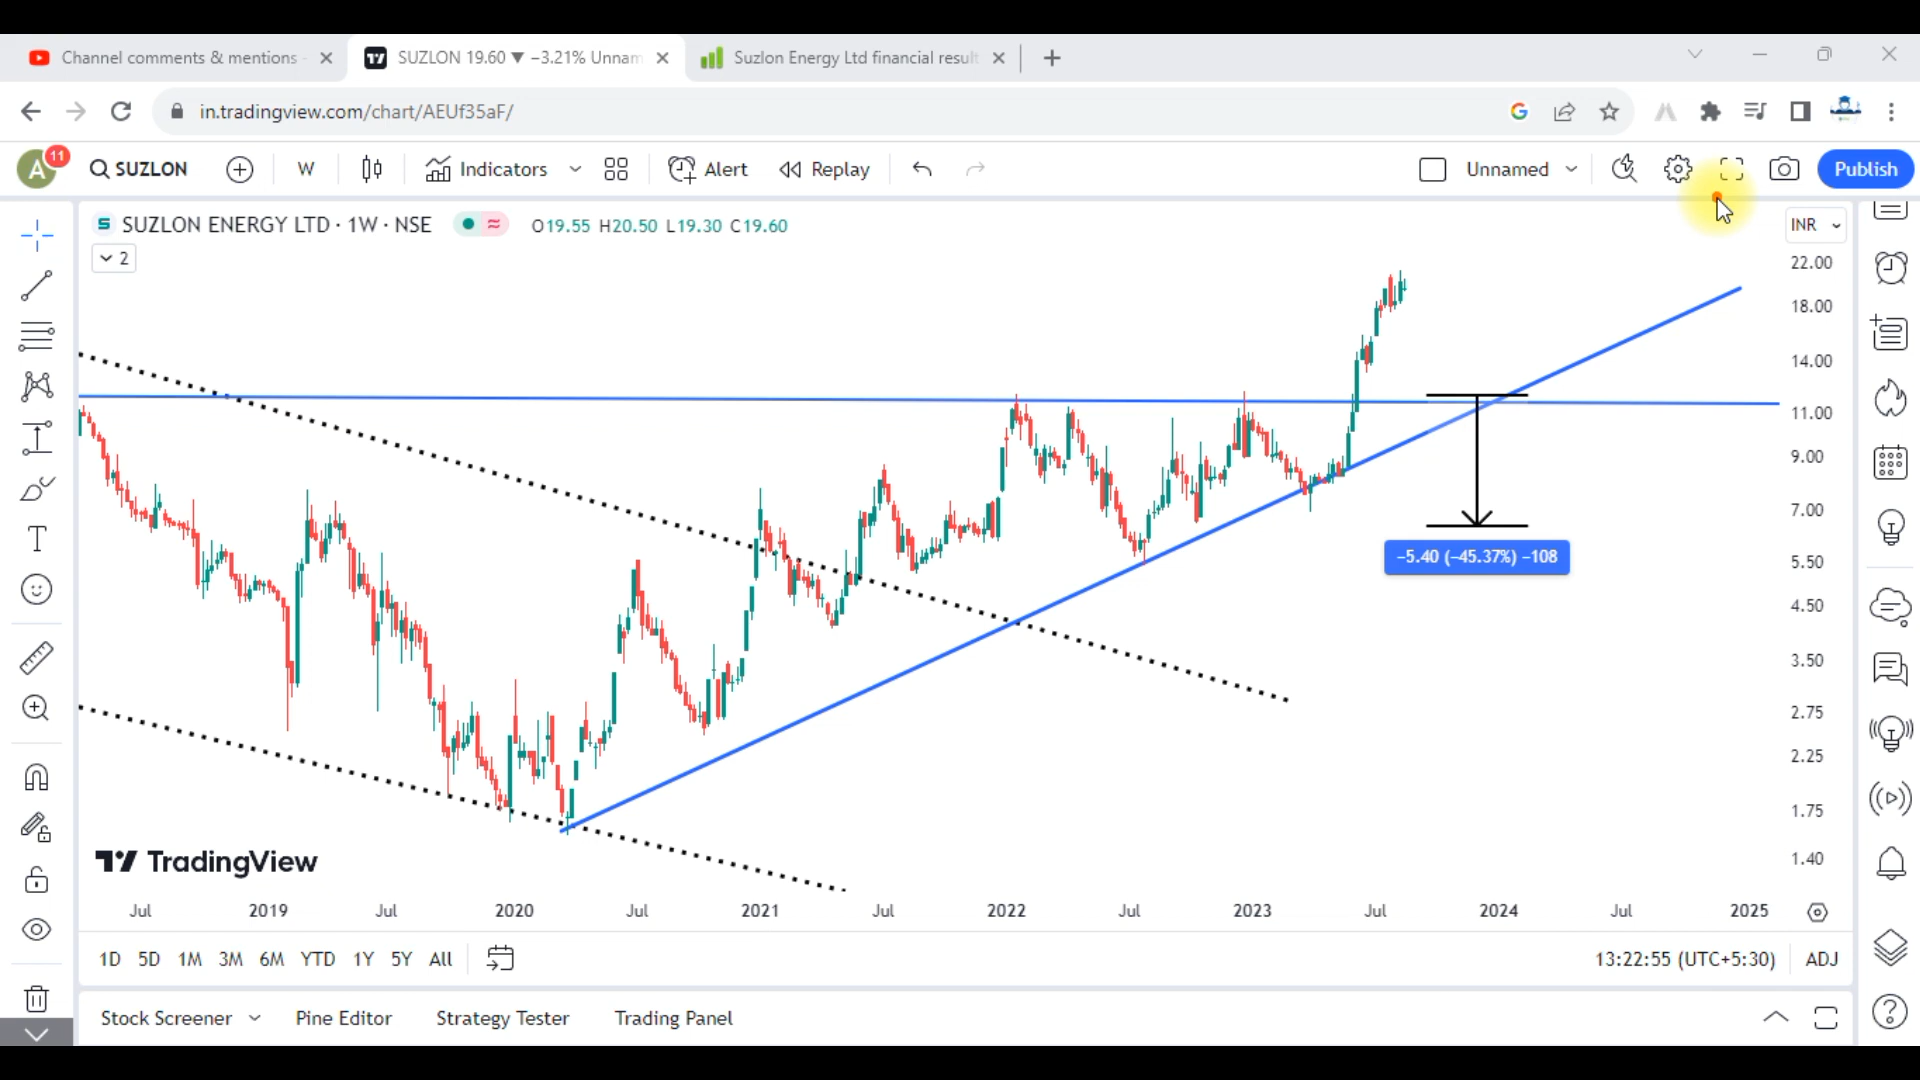 Channel comments & mentions -
SUZLON 19.60 ▼ −3.21% Unnam
Suzlon Energy Ltd financial result
in.tradingview.com/chart/AEUf35aF/
A 11 SUZLON W Indicators Alert Replay Unnamed Publish
S SUZLON ENERGY LTD · 1W · NSE O19.55 H20.50 L19.30 C19.60 INR
2
22.00
18.00
14.00
11.00
9.00
7.00
5.50
−5.40 (−45.37%) −108
4.50
3.50
2.75
2.25
1.75
1.40
TradingView
Jul 2019 Jul 2020 Jul 2021 Jul 2022 Jul 2023 Jul 2024 Jul 2025
1D 5D 1M 3M 6M YTD 1Y 5Y All 13:22:55 (UTC+5:30) ADJ
Stock Screener Pine Editor Strategy Tester Trading Panel